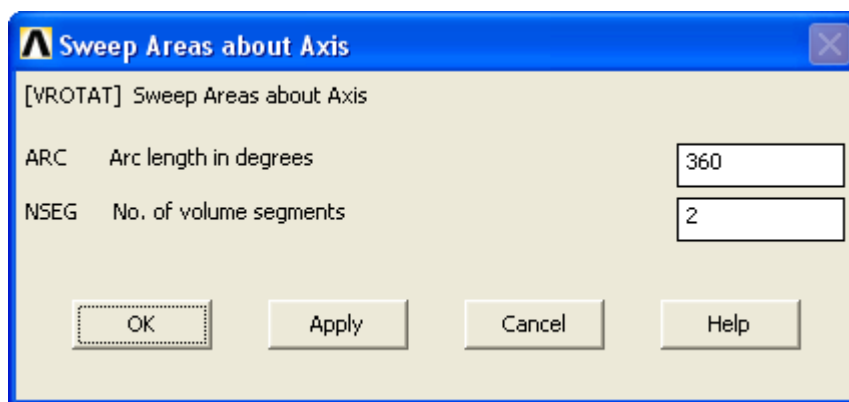 Sweep Areas about Axis
[VROTAT] Sweep Areas about Axis
ARC Arc length in degrees 360
NSEG No. of volume segments 2
OK Apply Cancel Help